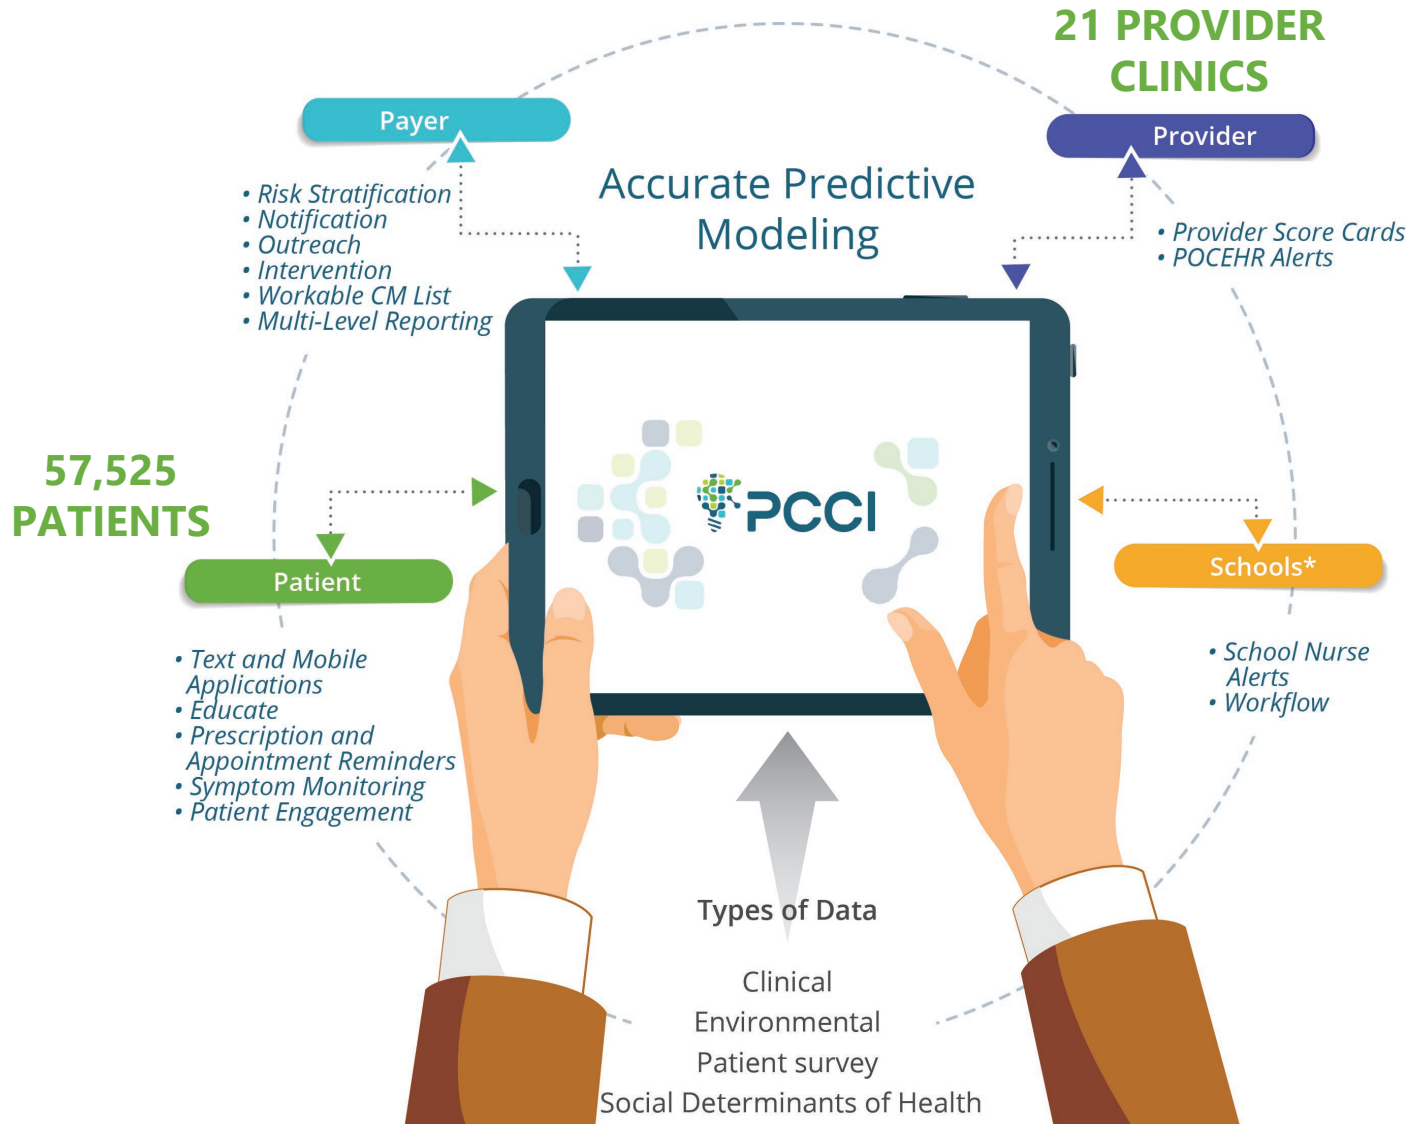 21 PROVIDER
CLINICS
Payer
Provider
Accurate Predictive
Modeling
• Risk Stratification
• Notification
• Outreach
• Intervention
• Workable CM List
• Multi-Level Reporting
• Provider Score Cards
• POCEHR Alerts
57,525
PATIENTS
PCCI
Patient
Schools*
• Text and Mobile
Applications
• Educate
• Prescription and
Appointment Reminders
• Symptom Monitoring
• Patient Engagement
• School Nurse
Alerts
• Workflow
Types of Data
Clinical
Environmental
Patient survey
Social Determinants of Health